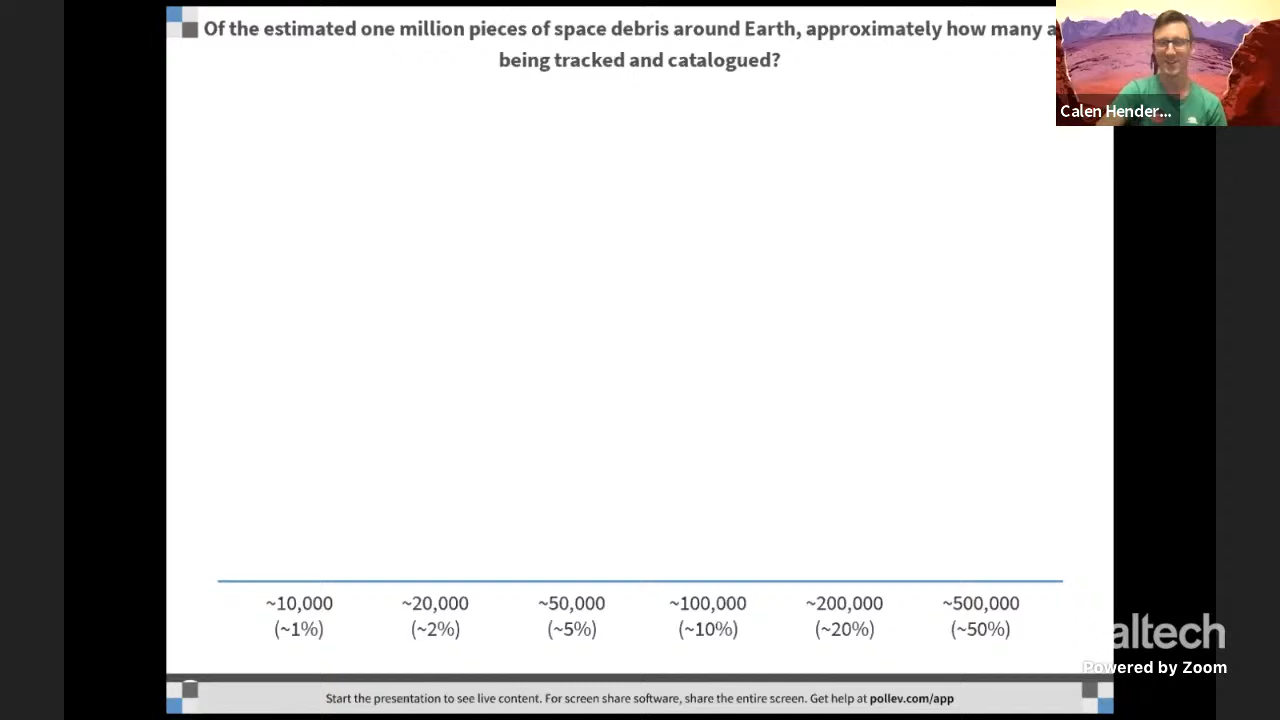 Of the estimated one million pieces of space debris around Earth, approximately how many a
being tracked and catalogued?
Calen Hender...
~10,000 ~20,000 ~50,000 ~100,000 ~200,000 ~500,000
(~1%) (~2%) (~5%) (~10%) (~20%) (~50%)
altech
Powered by Zoom
Start the presentation to see live content. For screen share software, share the entire screen. Get help at pollev.com/app